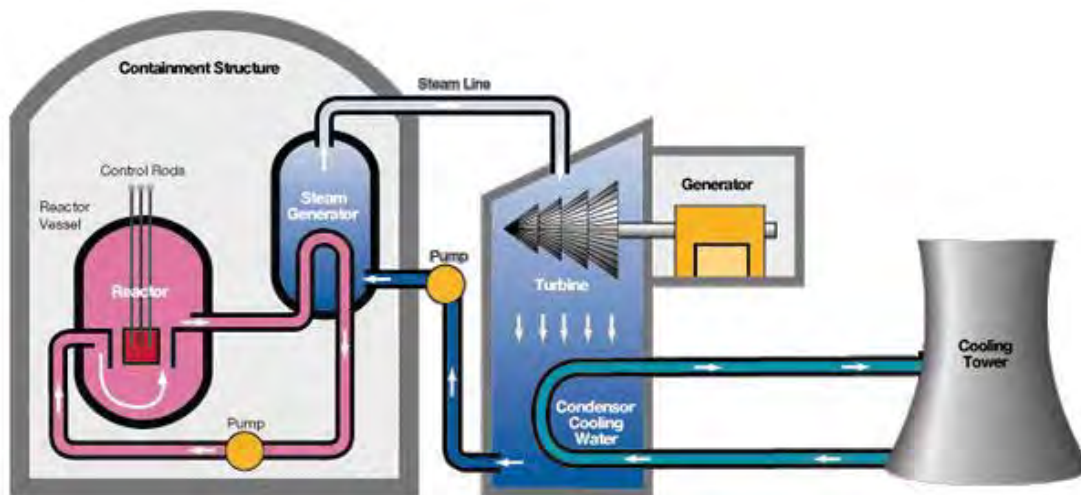 Containment Structure
Steam Line
Control Rods
Reactor
Vessel
Steam
Generator
Generator
Pump
Reactor
Turbine
Cooling
Tower
Condensor
Cooling
Water
Pump